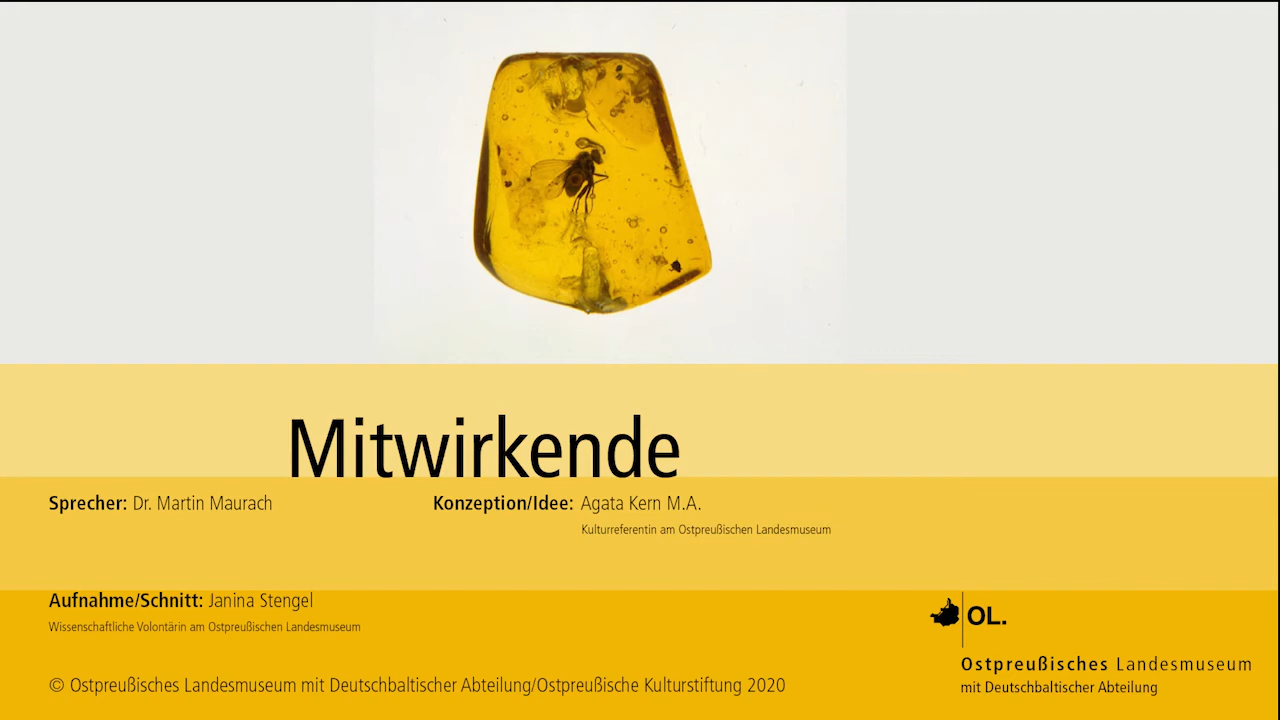 Mitwirkende
Sprecher: Dr. Martin Maurach
Konzeption/Idee: Agata Kern M.A.
Kulturreferentin am Ostpreußischen Landesmuseum
Aufnahme/Schnitt: Janina Stengel
Wissenschaftliche Volontärin am Ostpreußischen Landesmuseum
OL.
Ostpreußisches Landesmuseum
mit Deutschbaltischer Abteilung
© Ostpreußisches Landesmuseum mit Deutschbaltischer Abteilung/Ostpreußische Kulturstiftung 2020